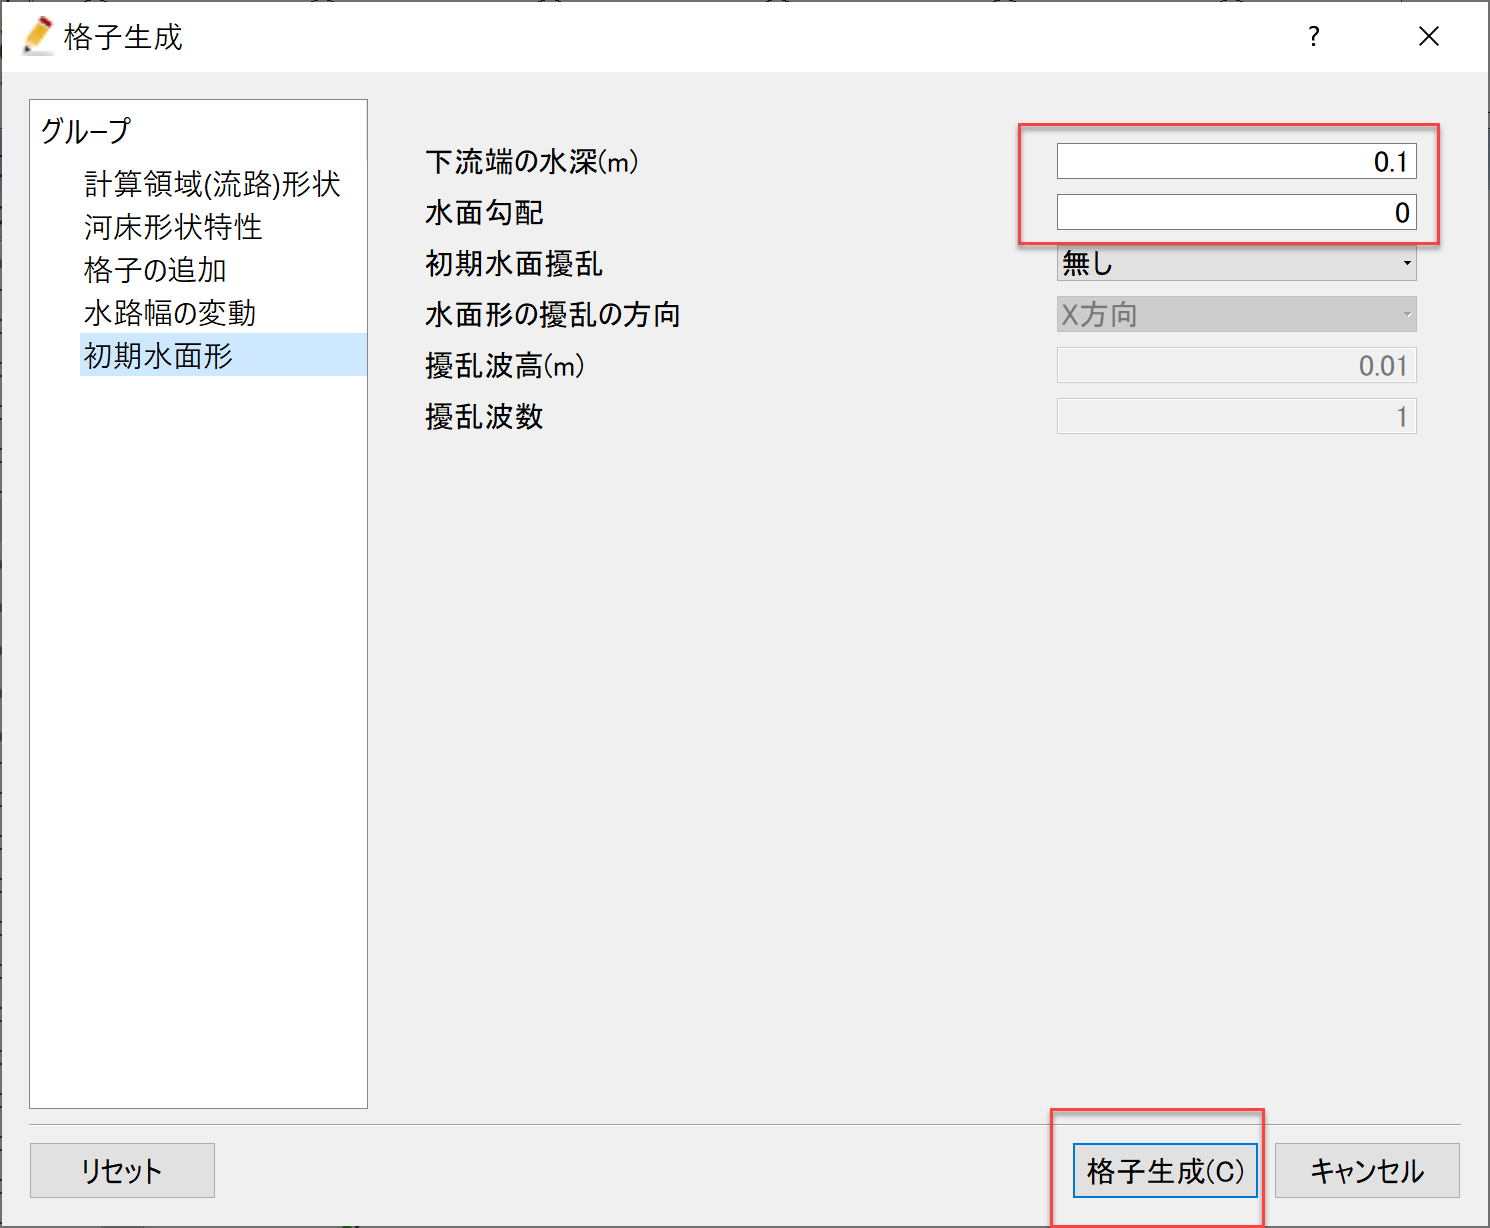 格子生成
?
グループ
計算領域(流路)形状
河床形状特性
格子の追加
水路幅の変動
初期水面形
下流端の水深(m) 0.1
水面勾配 0
初期水面擾乱 無し
水面形の擾乱の方向 X方向
擾乱波高(m) 0.01
擾乱波数 1
リセット 格子生成(C) キャンセル